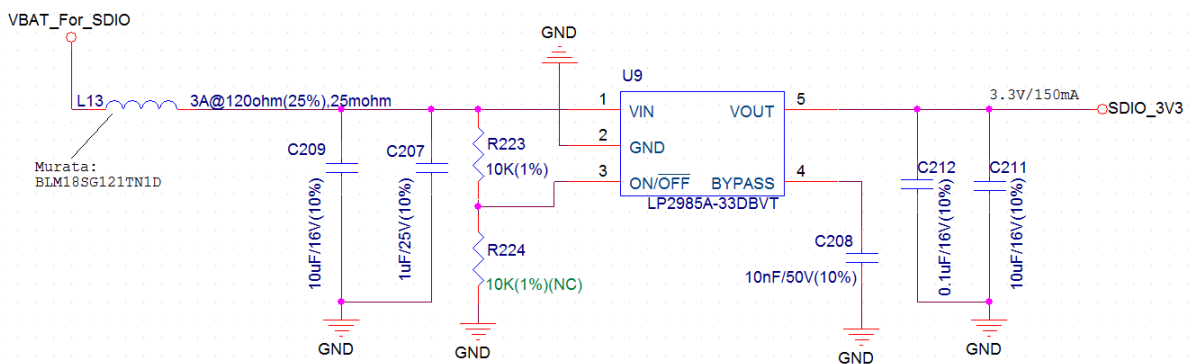 VBAT_For_SDIO
L13
3A@120ohm(25%),25mohm
Murata:
BLM18SG121TN1D
C209
10uF/16V(10%)
C207
1uF/25V(10%)
GND
R223
10K(1%)
R224
10K(1%)(NC)
GND
GND
U9
1
VIN
VOUT
5
2
GND
3
ON/OFF
BYPASS
4
LP2985A-33DBVT
C208
10nF/50V(10%)
GND
3.3V/150mA
SDIO_3V3
C212
0.1uF/16V(10%)
C211
10uF/16V(10%)
GND